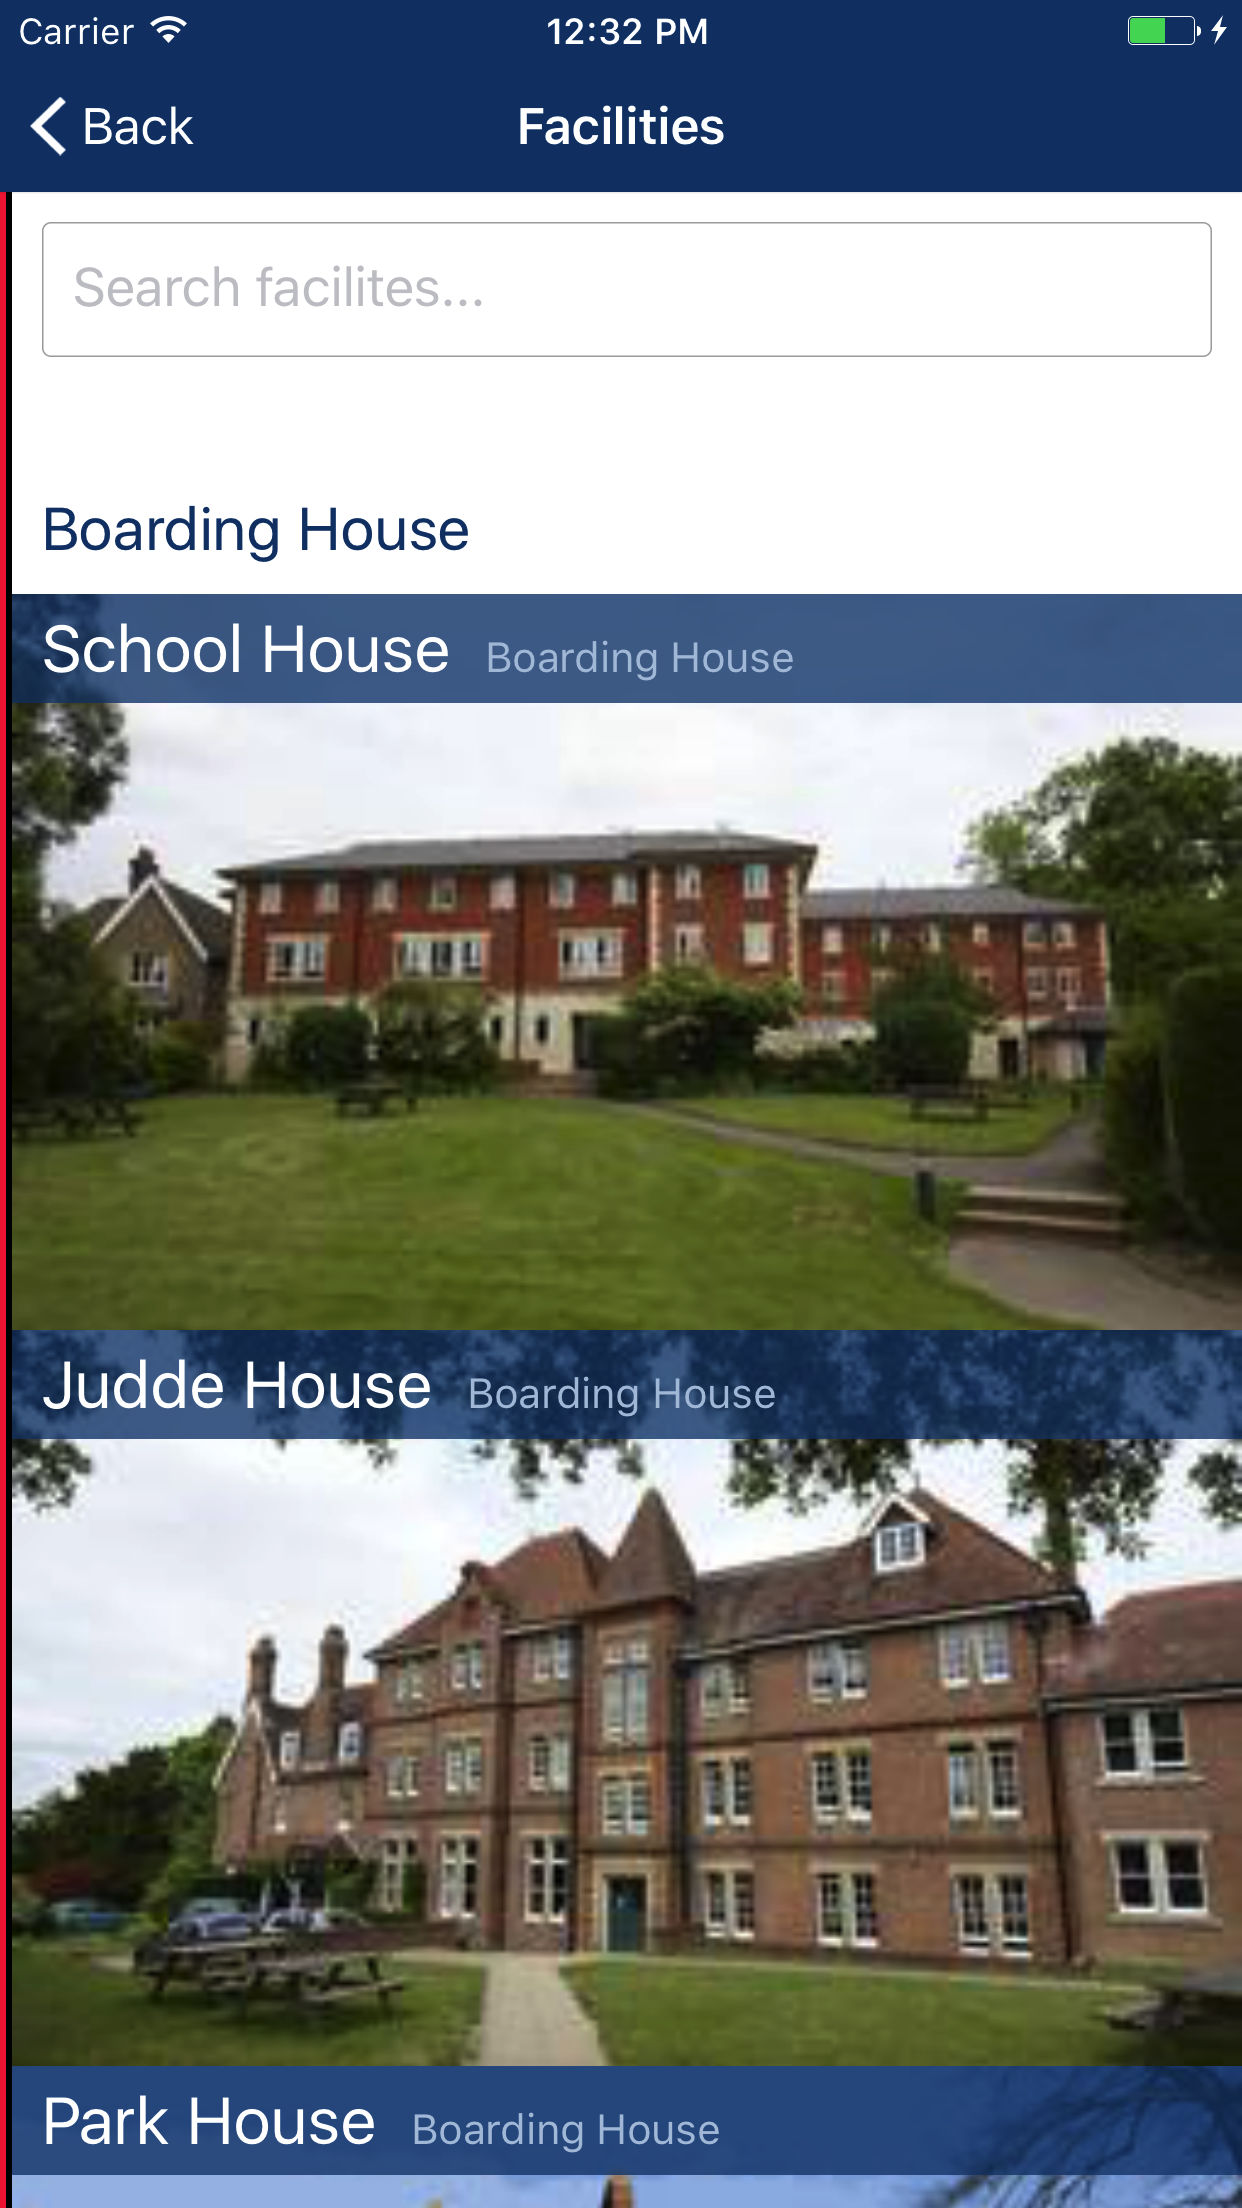 Carrier 12:32 PM
Back Facilities
Search facilites...
Boarding House
School House Boarding House
Judde House Boarding House
Park House Boarding House